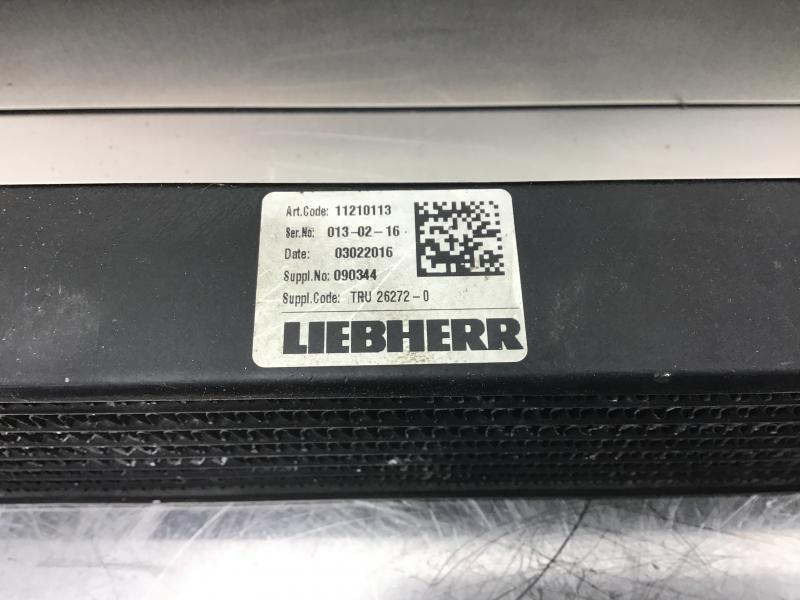 Art.Code: 11210113
Ser.No: 013-02-16
Date: 03022016
Suppl.No: 090344
Suppl.Code: TRU 26272-0
LIEBHERR